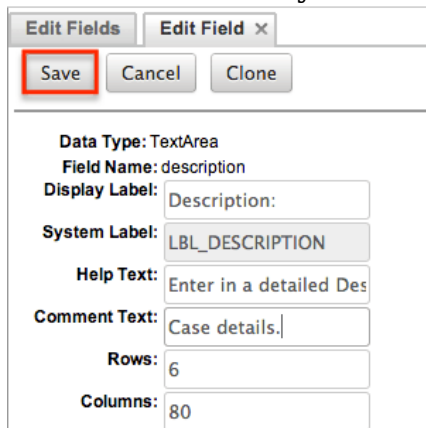 Edit Fields Edit Field ×
Save Cancel Clone
Data Type: TextArea
Field Name: description
Display Label: Description:
System Label: LBL_DESCRIPTION
Help Text: Enter in a detailed Des
Comment Text: Case details.
Rows: 6
Columns: 80